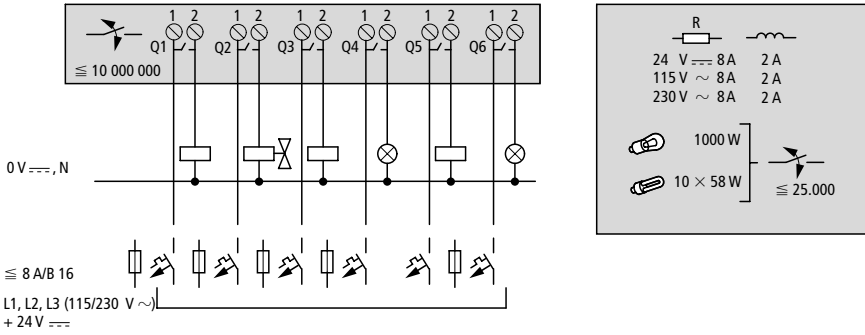 1 2 1 2 1 2 1 2 1 2 1 2
Q1 Q2 Q3 Q4 Q5 Q6
≦ 10 000 000
0 V ⎓, N
≦ 8 A/B 16
L1, L2, L3 (115/230 V ∼)
+ 24 V ⎓
R
24 V ⎓ 8 A 2 A
115 V ∼ 8 A 2 A
230 V ∼ 8 A 2 A
1000 W
10 × 58 W
≦ 25.000